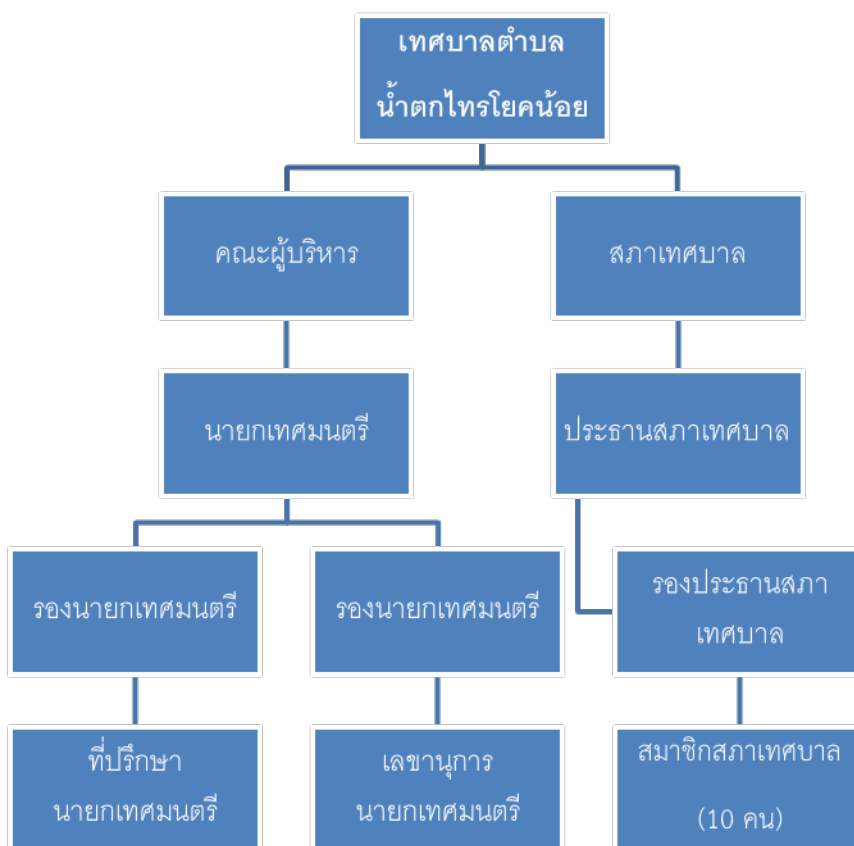 เทศบาลตำบล
น้ำตกไทรโยคน้อย
คณะผู้บริหาร
สภาเทศบาล
นายกเทศมนตรี
ประธานสภาเทศบาล
รองนายกเทศมนตรี
รองนายกเทศมนตรี
รองประธานสภา
เทศบาล
ที่ปรึกษา
นายกเทศมนตรี
เลขานุการ
นายกเทศมนตรี
สมาชิกสภาเทศบาล
(10 คน)